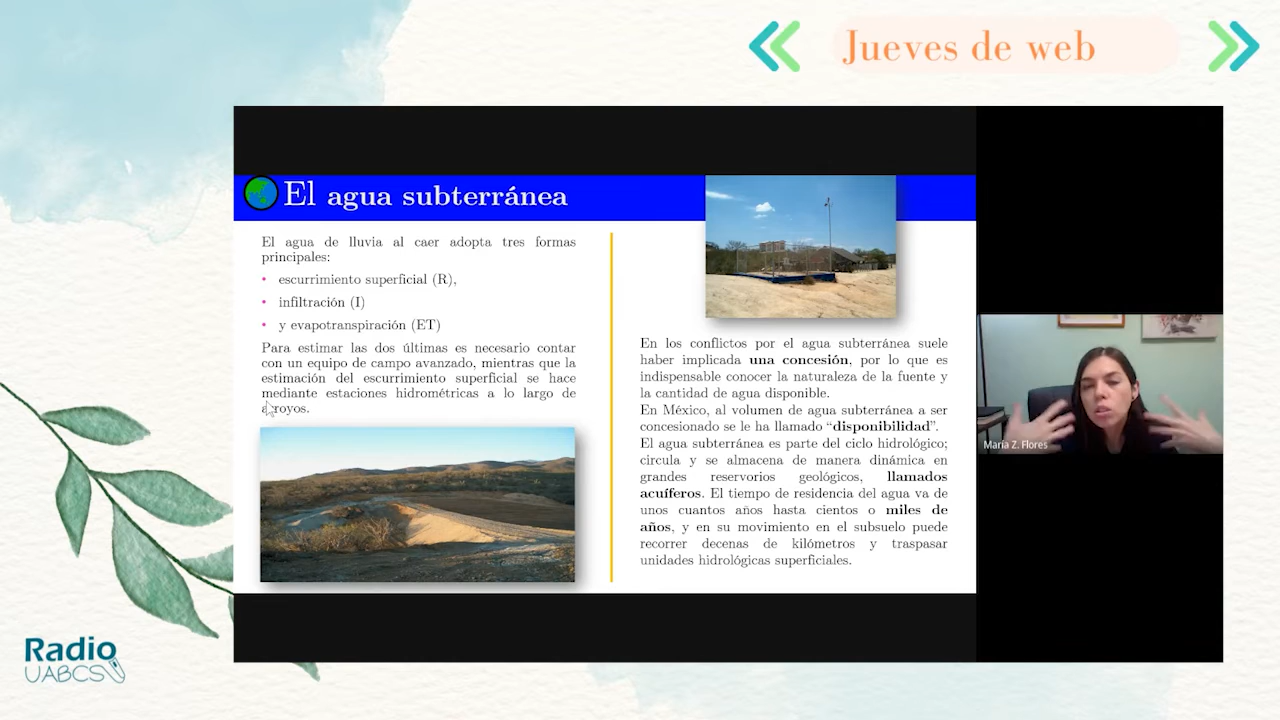 Jueves de web
El agua subterránea
El agua de lluvia al caer adopta tres formas
principales:
• escurrimiento superficial (R),
• infiltración (I)
• y evapotranspiración (ET)
Para estimar las dos últimas es necesario contar
con un equipo de campo avanzado, mientras que la
estimación del escurrimiento superficial se hace
mediante estaciones hidrométricas a lo largo de
arroyos.
En los conflictos por el agua subterránea suele
haber implicada una concesión, por lo que es
indispensable conocer la naturaleza de la fuente y
la cantidad de agua disponible.
En México, al volumen de agua subterránea a ser
concesionado se le ha llamado “disponibilidad”.
El agua subterránea es parte del ciclo hidrológico;
circula y se almacena de manera dinámica en
grandes reservorios geológicos, llamados
acuíferos. El tiempo de residencia del agua va de
unos cuantos años hasta cientos o miles de
años, y en su movimiento en el subsuelo puede
recorrer decenas de kilómetros y traspasar
unidades hidrológicas superficiales.
María Z. Flores
Radio
UABCS